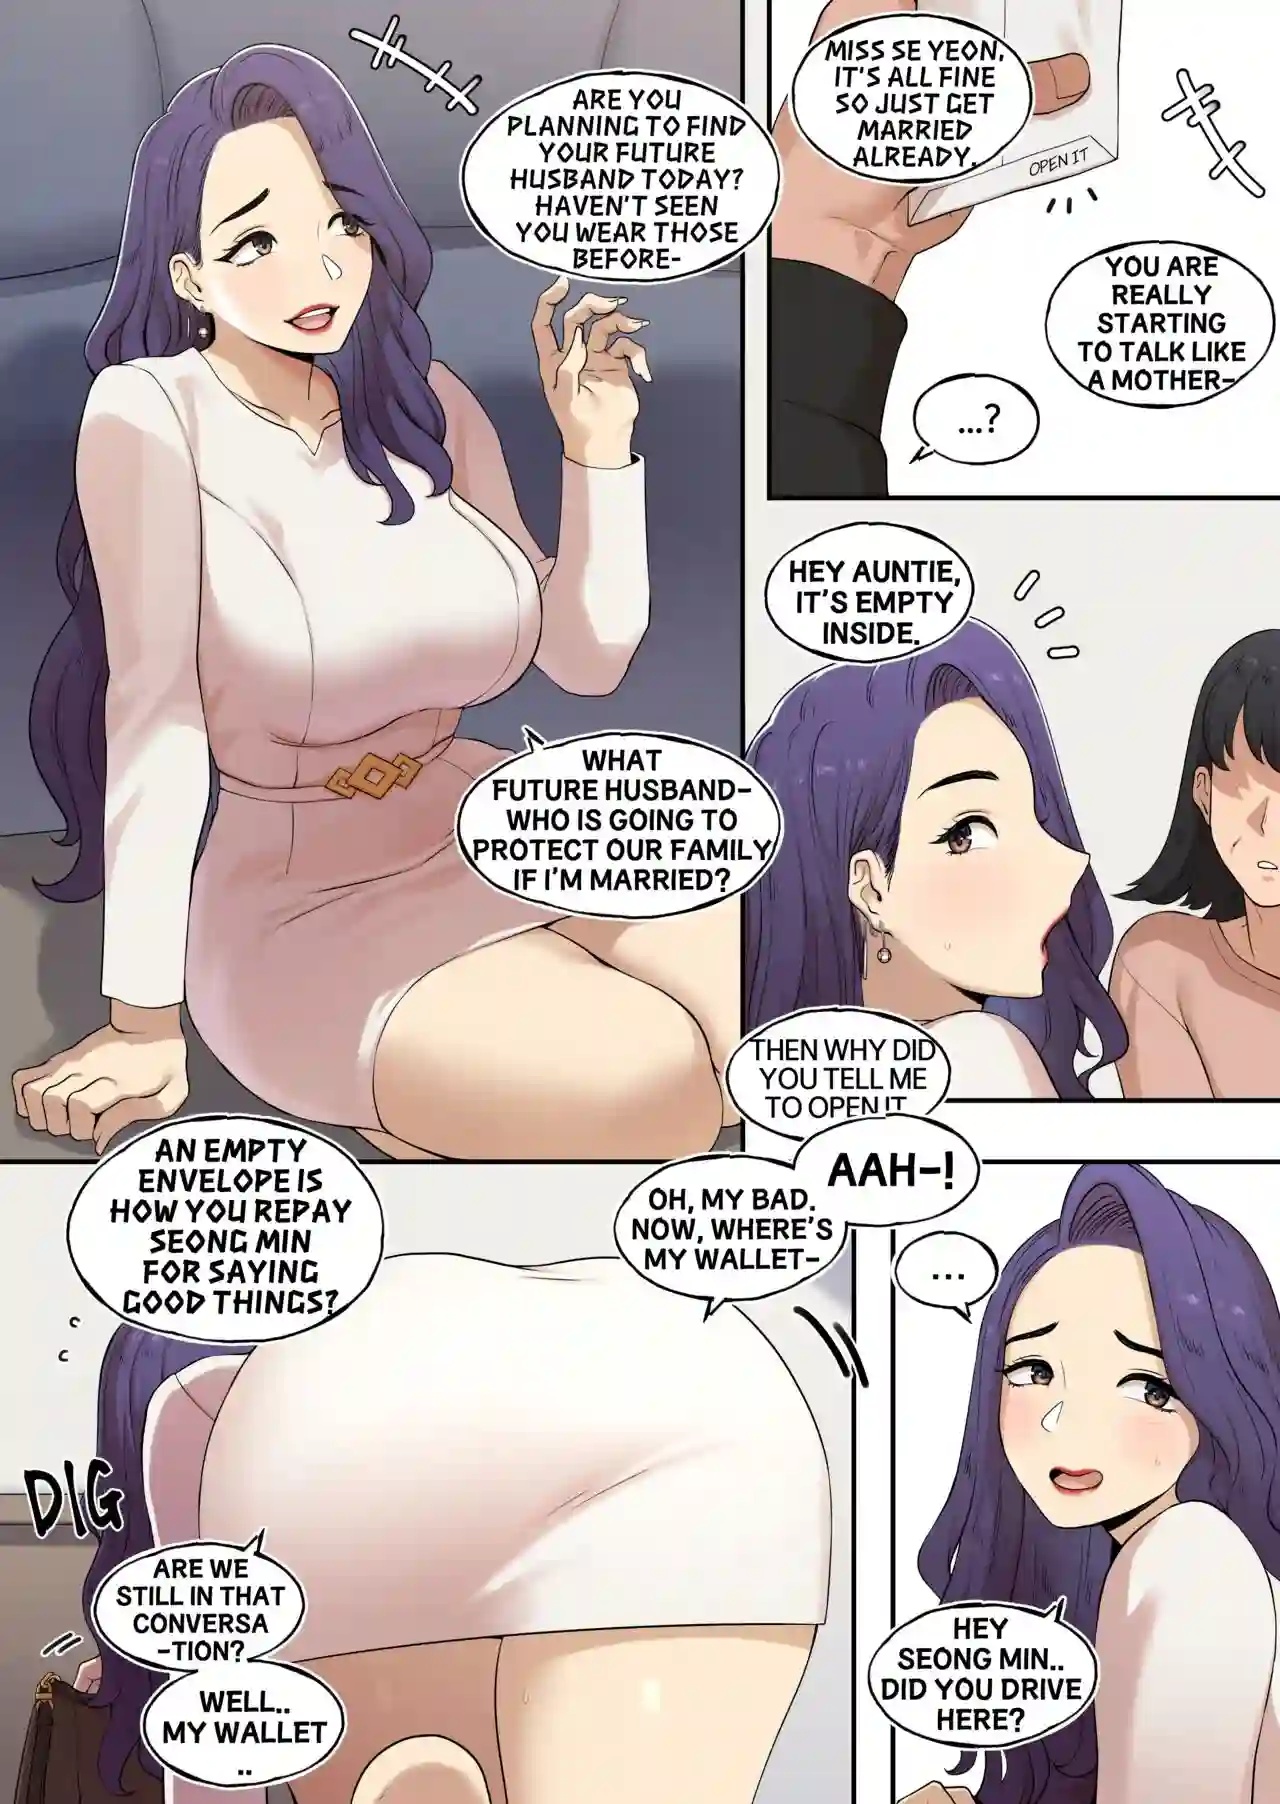 ARE YOU
PLANNING TO FIND
YOUR FUTURE
HUSBAND TODAY?
HAVEN'T SEEN
YOU WEAR THOSE
BEFORE-
MISS SE YEON,
IT'S ALL FINE
SO JUST GET
MARRIED
ALREADY.
OPEN IT
YOU ARE
REALLY
STARTING
TO TALK LIKE
A MOTHER-
...?
WHAT
FUTURE HUSBAND-
WHO IS GOING TO
PROTECT OUR FAMILY
IF I'M MARRIED?
HEY AUNTIE,
IT'S EMPTY
INSIDE.
THEN WHY DID
YOU TELL ME
TO OPEN IT
AAH-!
OH, MY BAD.
NOW, WHERE'S
MY WALLET-
AN EMPTY
ENVELOPE IS
HOW YOU REPAY
SEONG MIN
FOR SAYING
GOOD THINGS?
DIG
ARE WE
STILL IN THAT
CONVERSA
-TION?
WELL..
MY WALLET
..
...
HEY
SEONG MIN..
DID YOU DRIVE
HERE?